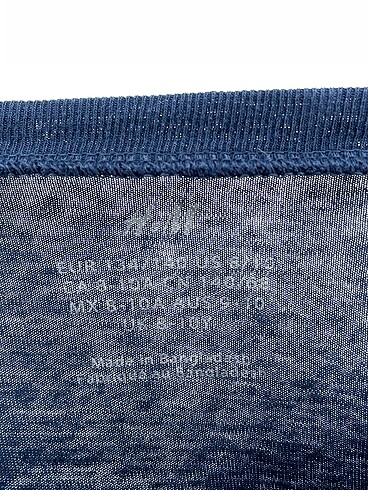 H&M
EUR 134/140 US 8-10
CA 8-10A CN 140/68
MX 8-10A AUS 8-10
UK 8-10Y
Made in Bangladesh
Fabriqué au Bangladesh